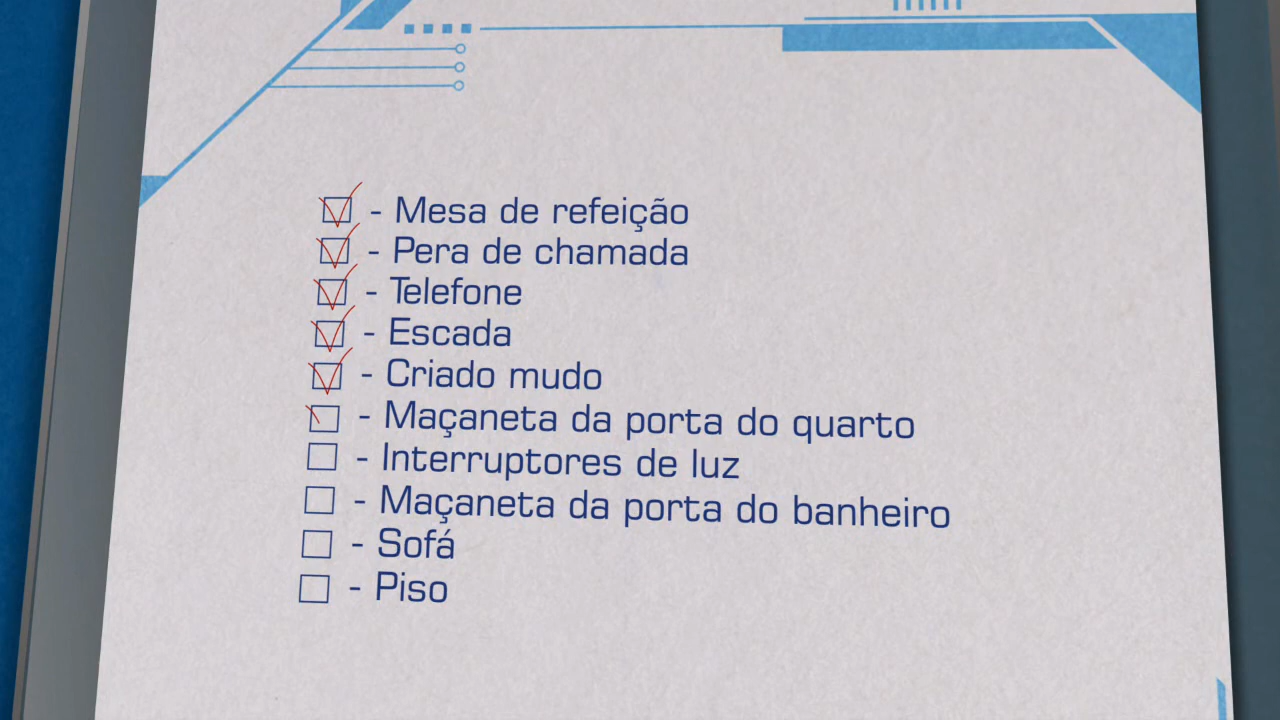 - Mesa de refeição
- Pera de chamada
- Telefone
- Escada
- Criado mudo
- Maçaneta da porta do quarto
- Interruptores de luz
- Maçaneta da porta do banheiro
- Sofá
- Piso